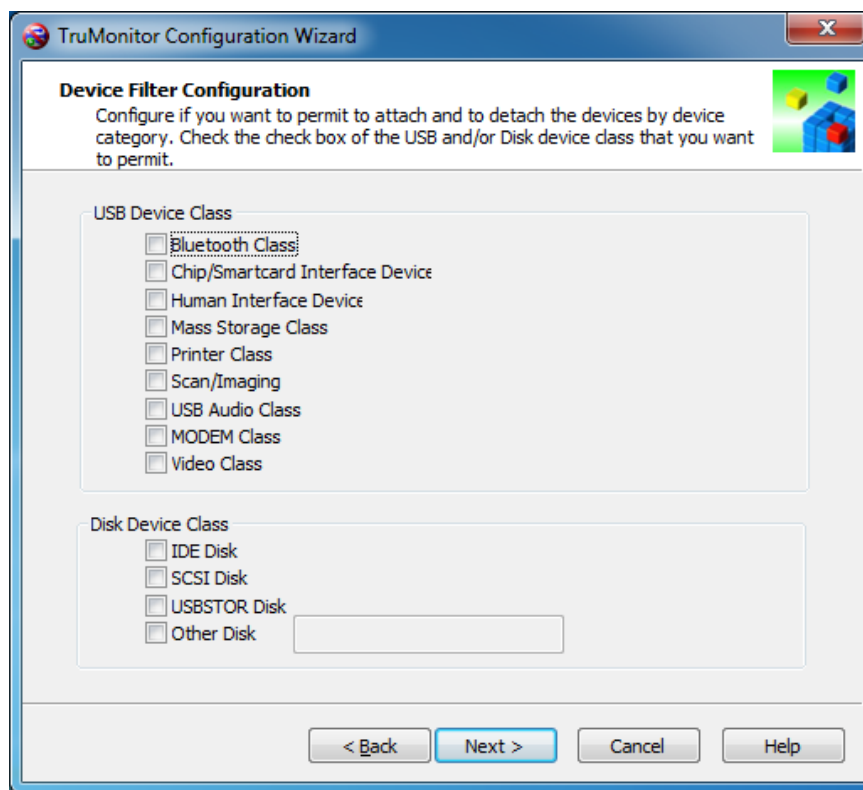 TruMonitor Configuration Wizard
X
Device Filter Configuration
Configure if you want to permit to attach and to detach the devices by device
category. Check the check box of the USB and/or Disk device class that you want
to permit.
USB Device Class
Bluetooth Class
Chip/Smartcard Interface Device
Human Interface Device
Mass Storage Class
Printer Class
Scan/Imaging
USB Audio Class
MODEM Class
Video Class
Disk Device Class
IDE Disk
SCSI Disk
USBSTOR Disk
Other Disk
< Back Next > Cancel Help